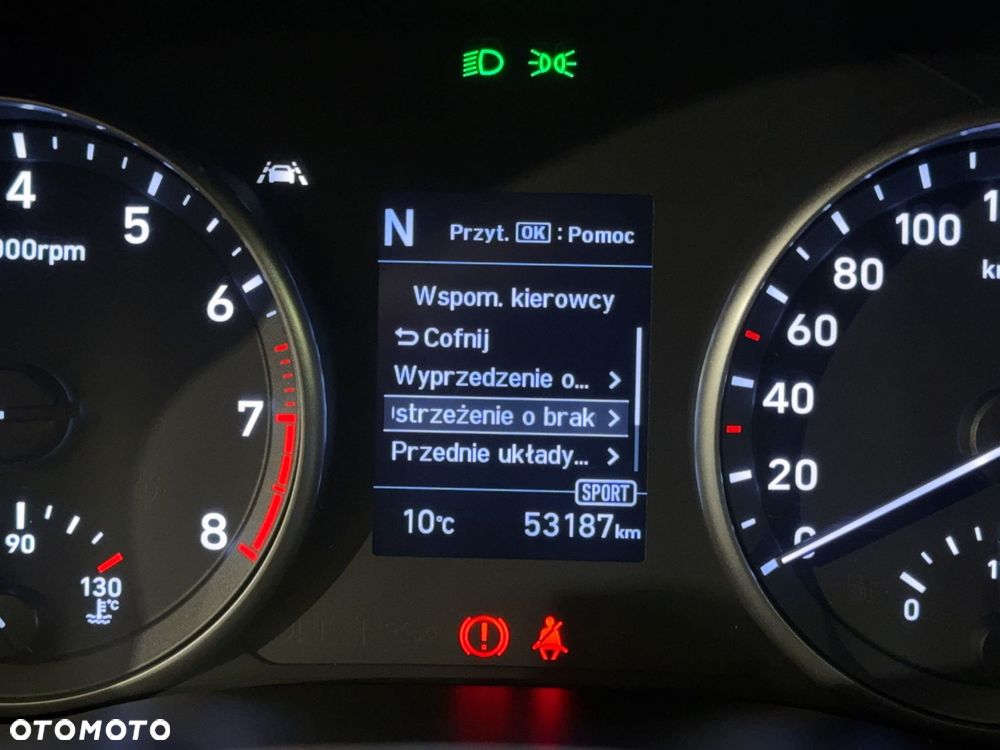 4
5
6
7
8
000rpm
90
130
°C
N Przyt. OK : Pomoc
Wspom. kierowcy
Cofnij
Wyprzedzenie o... >
strzeżenie o brak >
Przednie układy... >
SPORT
10°C 53187km
100
80
60
40
20
0
0
OTOMOTO